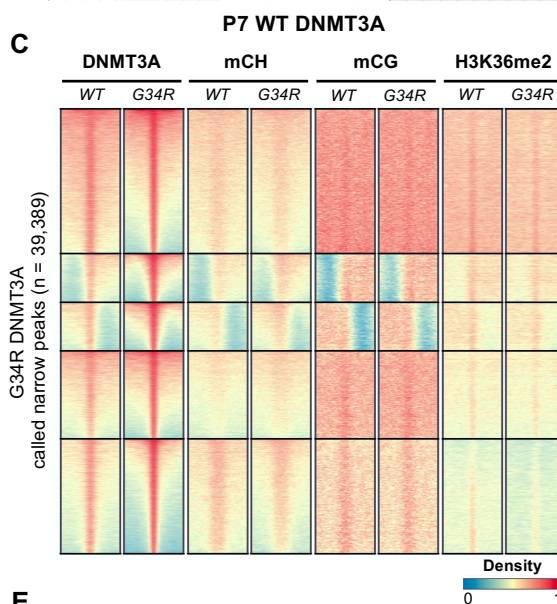 P7 WT DNMT3A
C
DNMT3A mCH mCG H3K36me2
WT G34R WT G34R WT G34R WT G34R
G34R DNMT3A
called narrow peaks (n = 39,389)
Density
0